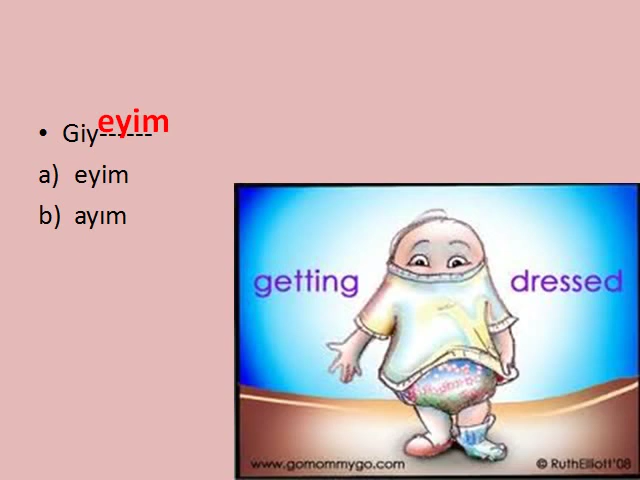 • Giy------
eyim
a) eyim
b) ayım
getting dressed
www.gomommygo.com © RuthElliott'08